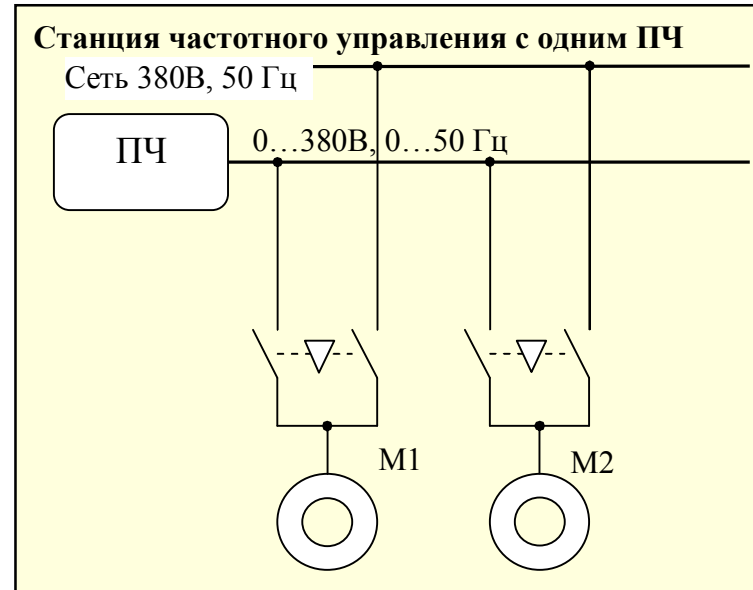 Станция частотного управления с одним ПЧ
Сеть 380В, 50 Гц
ПЧ
0…380В, 0…50 Гц
М1
М2